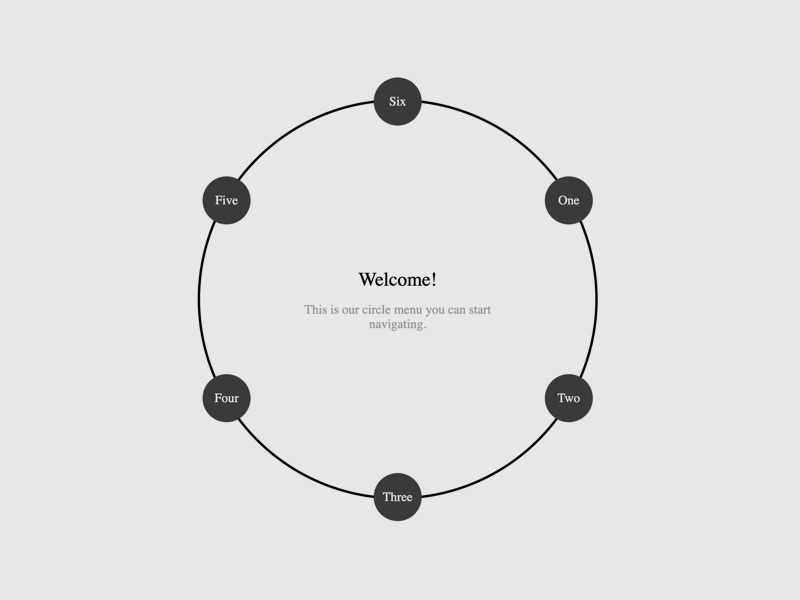 Six
Five
One
Welcome!
This is our circle menu you can start
navigating.
Four
Two
Three